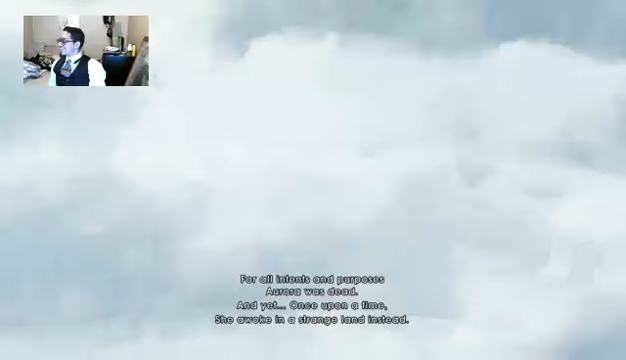 For all intents and purposes
Aurora was dead.
And yet... Once upon a time,
She awoke in a strange land instead.